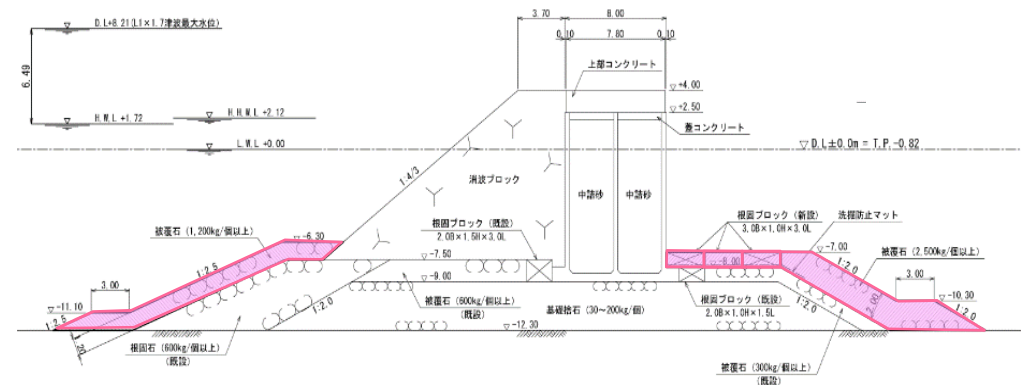 D.L+8.21(L1×1.7津波最大水位)
6.49
H.W.L +1.72
H.H.W.L +2.12
L.W.L +0.00
3.70
8.00
0.10
7.80
0.10
上部コンクリート
+4.00
+2.50
蓋コンクリート
D.L±0.0m = T.P.-0.82
1:4/3
消波ブロック
中詰砂
中詰砂
被覆石 (1,200kg/個以上)
-6.30
1:2.5
根固ブロック (既設)
2.0B×1.5H×3.0L
-7.50
-9.00
根固ブロック (新設)
3.0B×1.0H×3.0L
洗掘防止マット
-7.00
-8.00
1:2.0
被覆石 (2,500kg/個以上)
3.00
-10.30
1:2.0
2.00
1:2.0
3.00
-11.10
1:2.5
1:2.0
被覆石 (600kg/個以上)
(既設)
基礎捨石 (30~200kg/個)
根固ブロック (既設)
2.0B×1.0H×1.5L
-12.30
根固石 (600kg/個以上)
(既設)
被覆石 (300kg/個以上)
(既設)